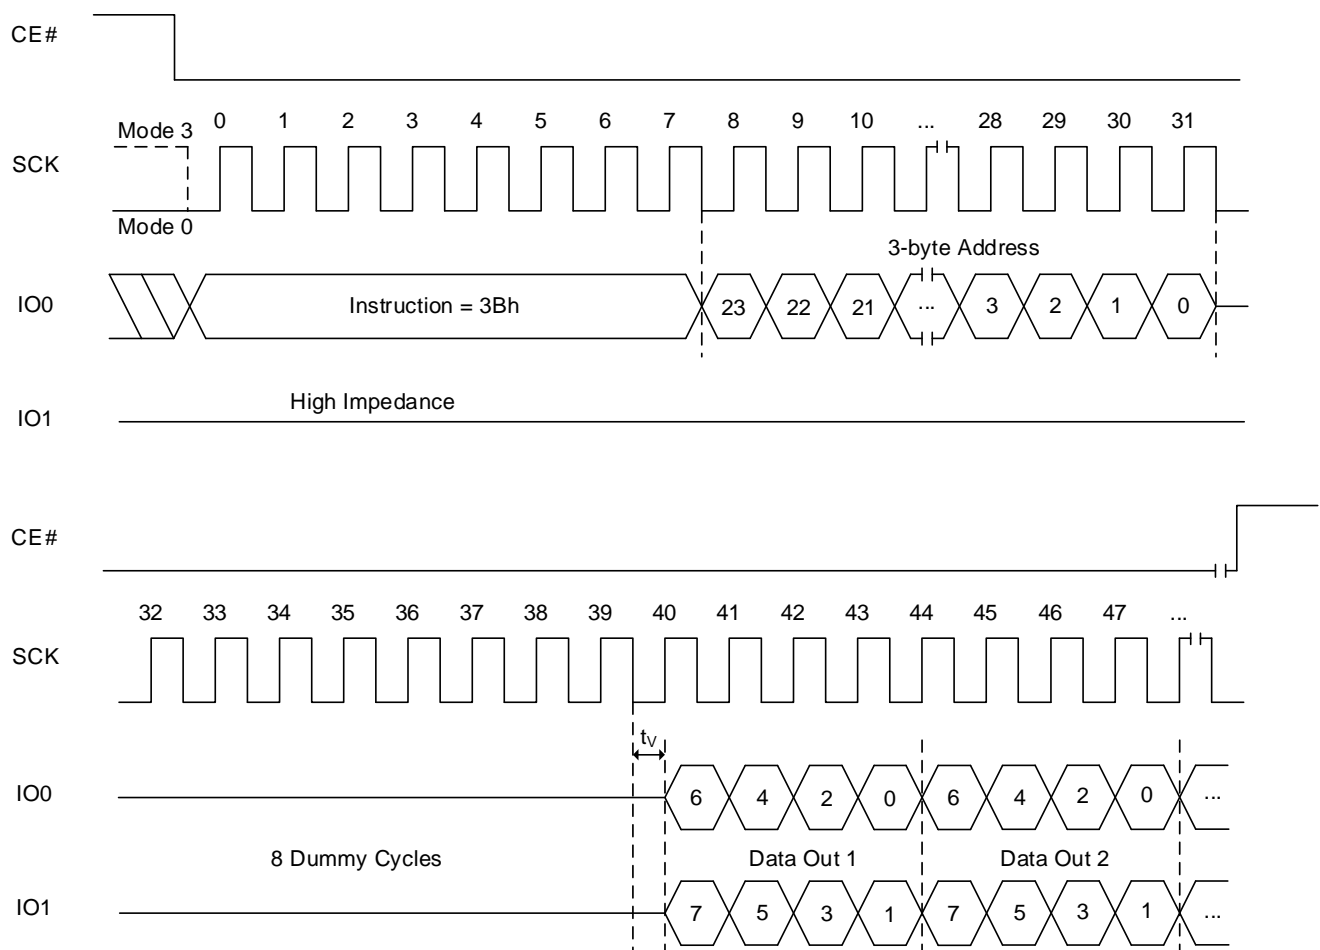 CE#
Mode 3 0 1 2 3 4 5 6 7 8 9 10 ... 28 29 30 31
SCK
Mode 0
3-byte Address
IO0 Instruction = 3Bh 23 22 21 ... 3 2 1 0
High Impedance
IO1
CE#
32 33 34 35 36 37 38 39 40 41 42 43 44 45 46 47 ...
SCK
tV
IO0 6 4 2 0 6 4 2 0 ...
8 Dummy Cycles Data Out 1 Data Out 2
IO1 7 5 3 1 7 5 3 1 ...